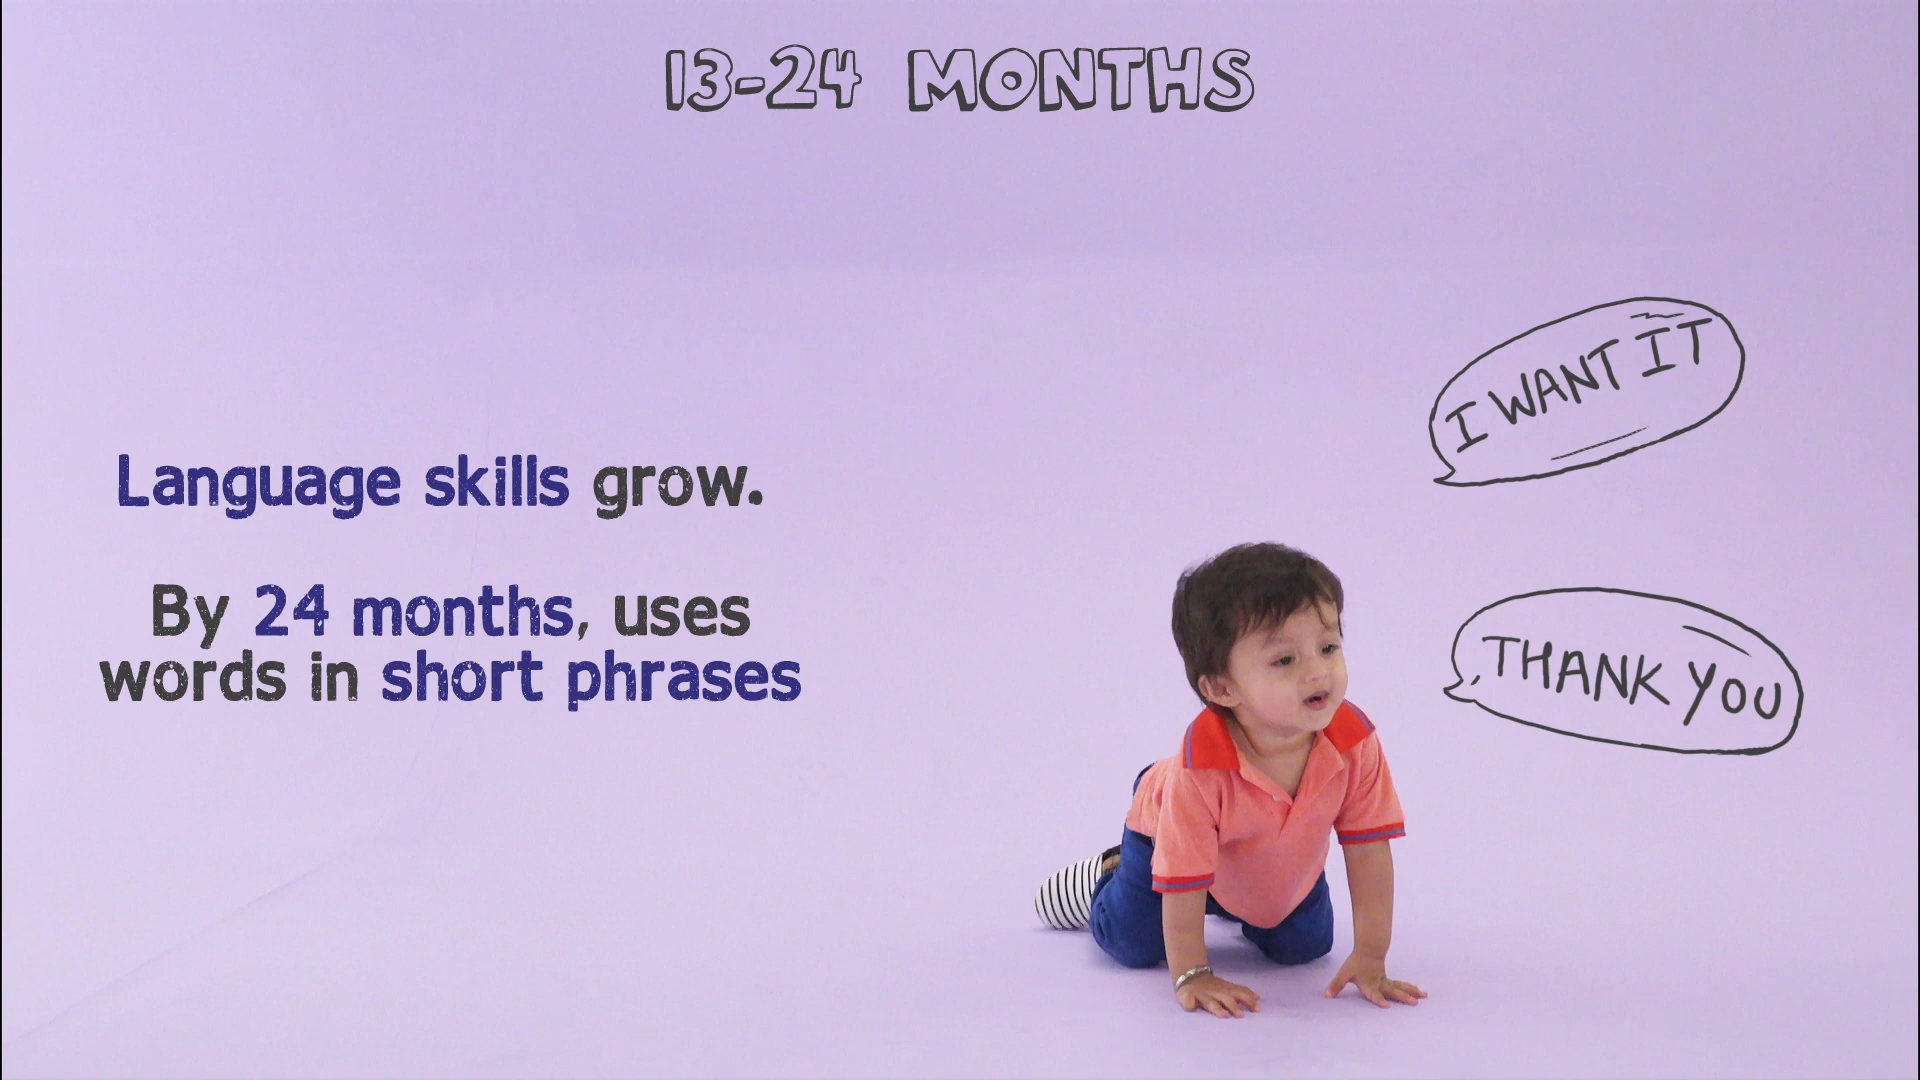 13-24 MONTHS
Language skills grow.
By 24 months, uses
words in short phrases
I WANT IT
THANK YOU